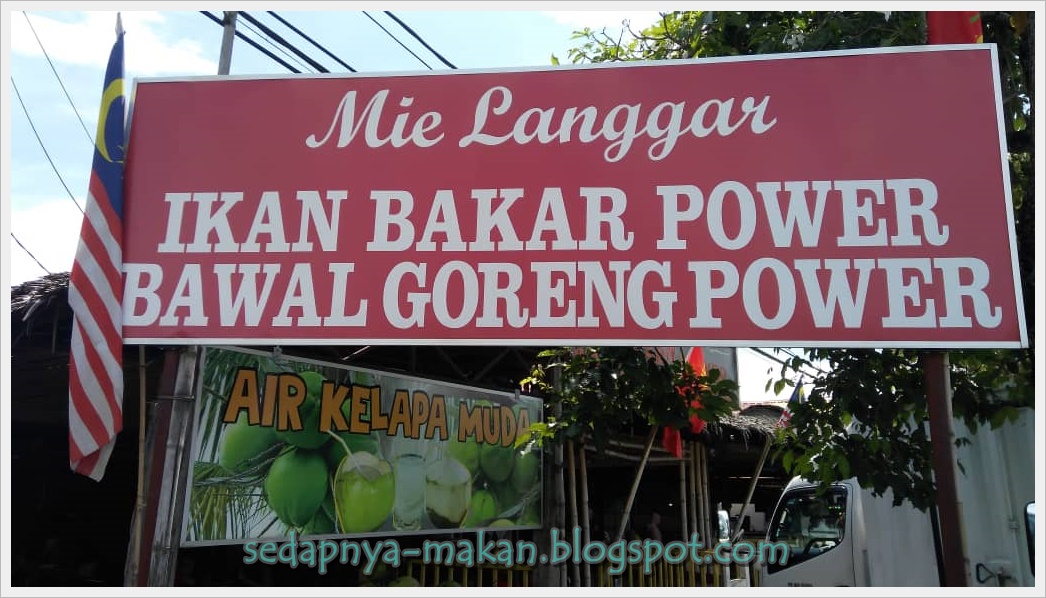 Mie Langgar
IKAN BAKAR POWER
BAWAL GORENG POWER
AIR KELAPA MUDA
sedapnya-makan.blogspot.com